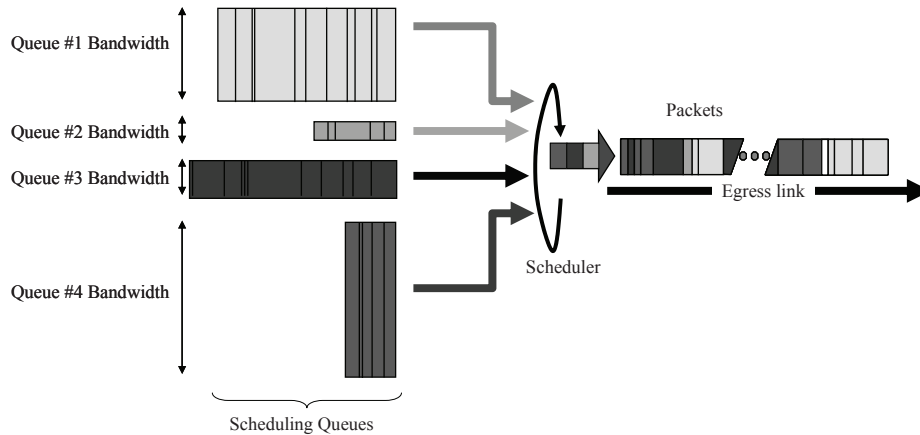 Queue #1 Bandwidth
Queue #2 Bandwidth
Queue #3 Bandwidth
Queue #4 Bandwidth
Scheduling Queues
Scheduler
Packets
Egress link